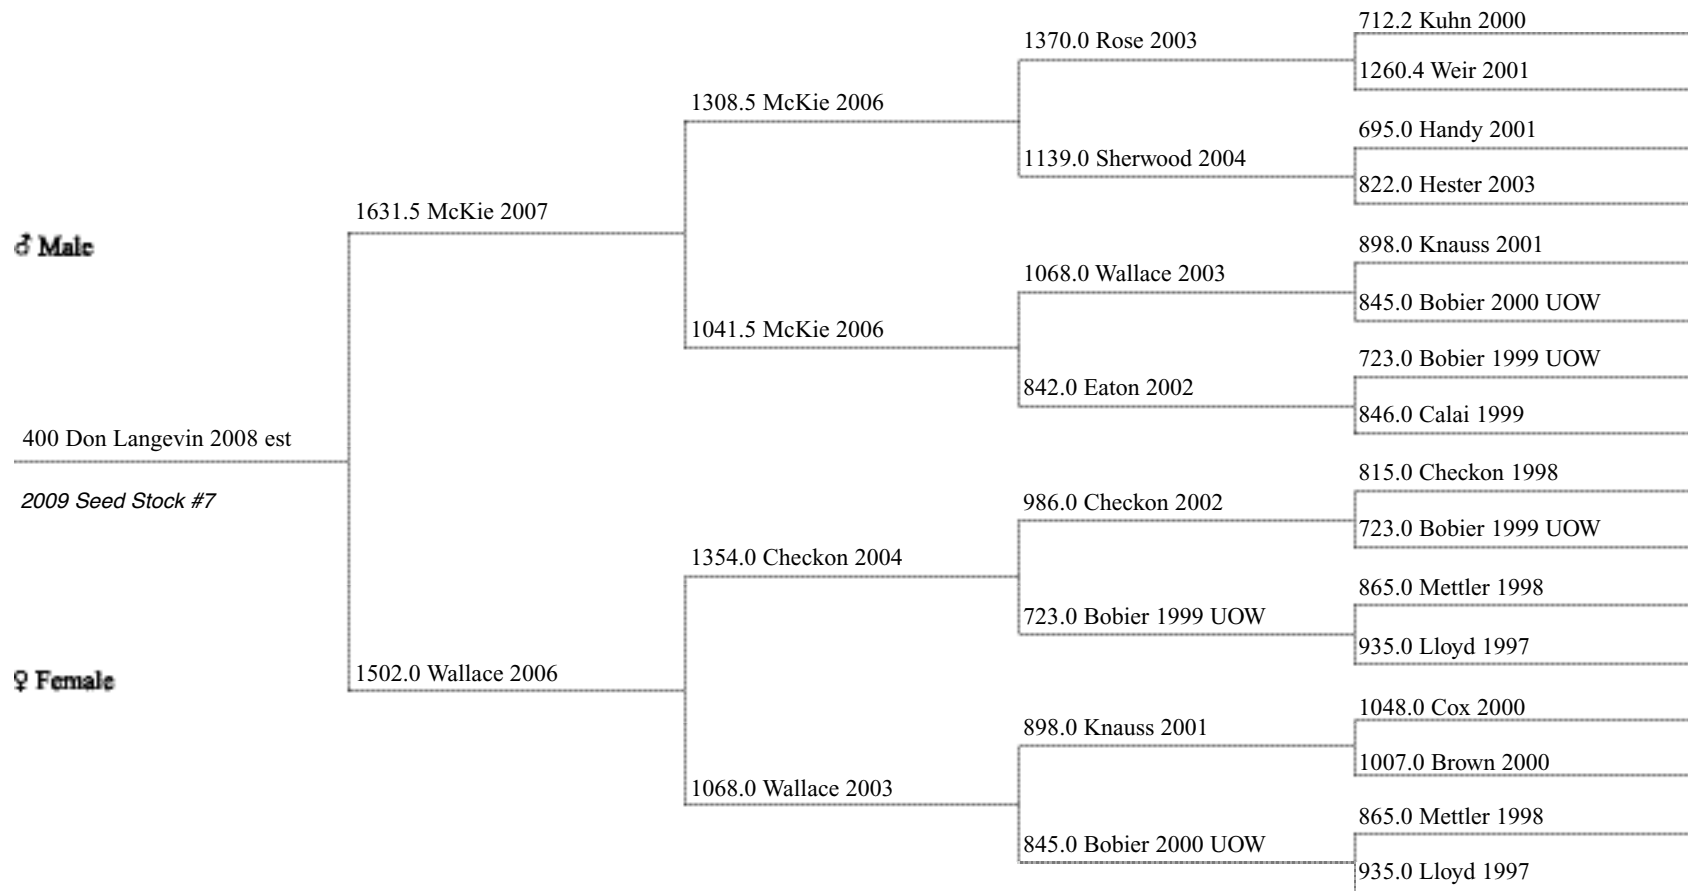 712.2 Kuhn 2000
1370.0 Rose 2003
1260.4 Weir 2001
1308.5 McKie 2006
695.0 Handy 2001
1139.0 Sherwood 2004
822.0 Hester 2003
1631.5 McKie 2007
♂ Male
898.0 Knauss 2001
1068.0 Wallace 2003
845.0 Bobier 2000 UOW
1041.5 McKie 2006
723.0 Bobier 1999 UOW
842.0 Eaton 2002
846.0 Calai 1999
400 Don Langevin 2008 est
815.0 Checkon 1998
2009 Seed Stock #7
986.0 Checkon 2002
723.0 Bobier 1999 UOW
1354.0 Checkon 2004
865.0 Mettler 1998
723.0 Bobier 1999 UOW
935.0 Lloyd 1997
1502.0 Wallace 2006
♀ Female
1048.0 Cox 2000
898.0 Knauss 2001
1007.0 Brown 2000
1068.0 Wallace 2003
865.0 Mettler 1998
845.0 Bobier 2000 UOW
935.0 Lloyd 1997